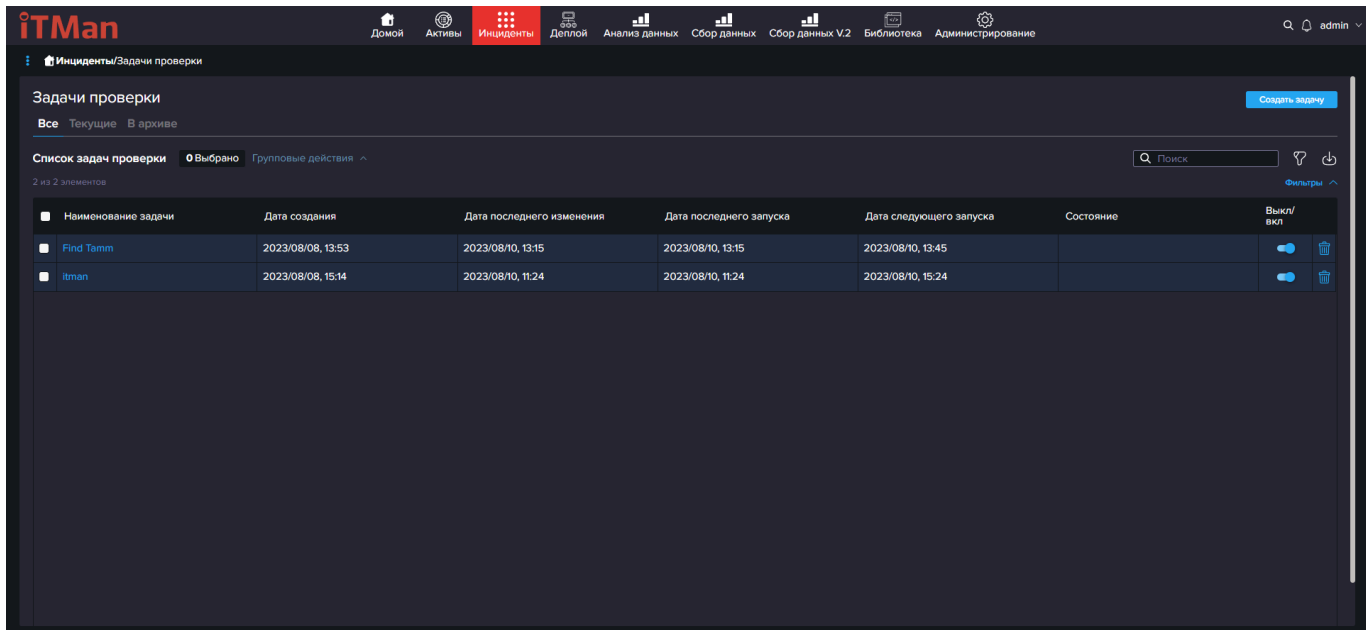 iTMan
Домой Активы Инциденты Деплой Анализ данных Сбор данных Сбор данных V.2 Библиотека Администрирование admin
Инциденты/Задачи проверки
Задачи проверки Создать задачу
Все Текущие В архиве
Список задач проверки 0 Выбрано Групповые действия Поиск
2 из 2 элементов Фильтры
Наименование задачи Дата создания Дата последнего изменения Дата последнего запуска Дата следующего запуска Состояние Выкл/
вкл
Find Tamm 2023/08/08, 13:53 2023/08/10, 13:15 2023/08/10, 13:15 2023/08/10, 13:45
itman 2023/08/08, 15:14 2023/08/10, 11:24 2023/08/10, 11:24 2023/08/10, 15:24